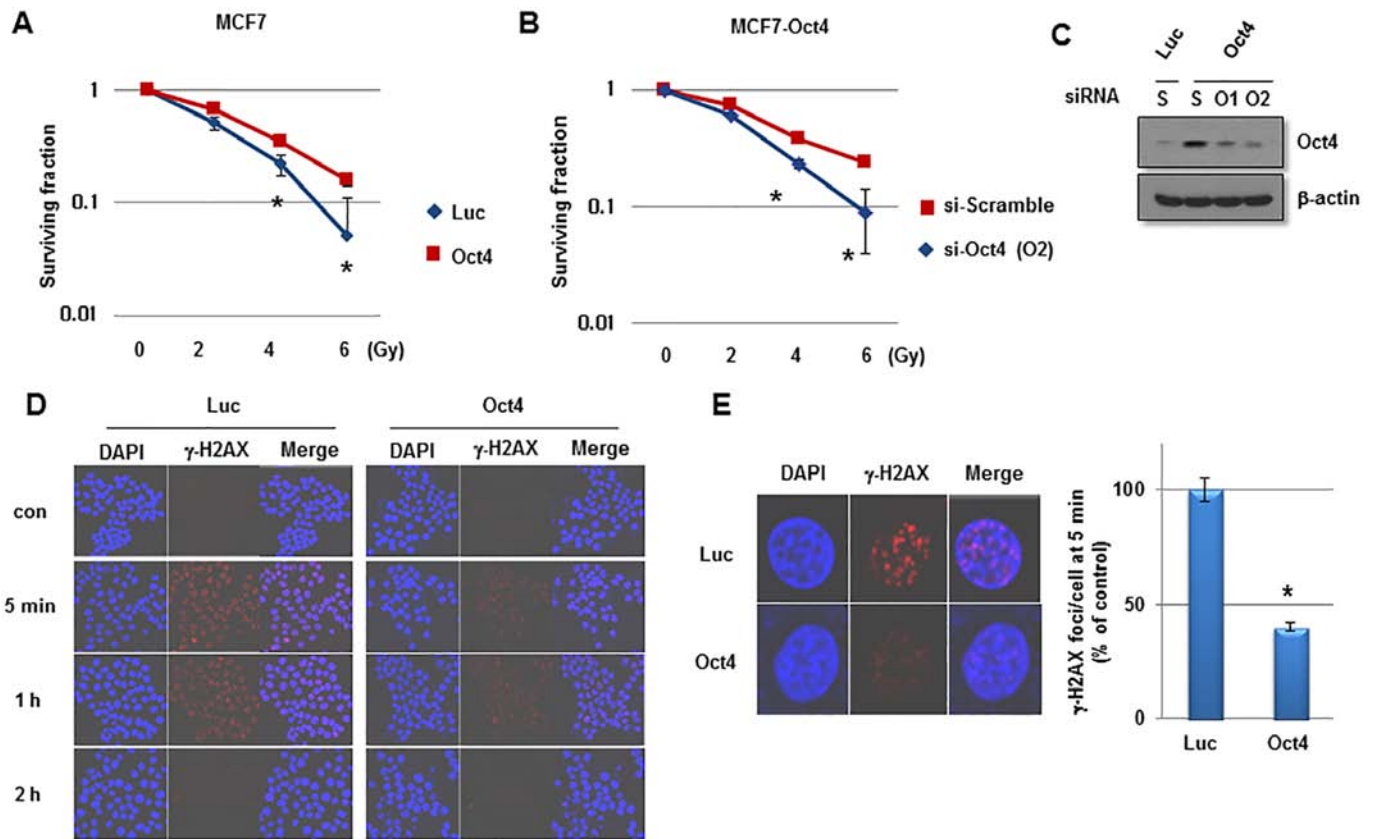 A
MCF7
Surviving fraction
1
0.1
0.01
0 2 4 6 (Gy)
*
*
Luc
Oct4
B
MCF7-Oct4
Surviving fraction
1
0.1
0.01
0 2 4 6 (Gy)
*
*
si-Scramble
si-Oct4 (O2)
C
Luc Oct4
siRNA S S O1 O2
Oct4
β-actin
D
Luc Oct4
DAPI γ-H2AX Merge DAPI γ-H2AX Merge
con
5 min
1 h
2 h
E
DAPI γ-H2AX Merge
Luc
Oct4
γ-H2AX foci/cell at 5 min
(% of control)
100
50
0
*
Luc Oct4